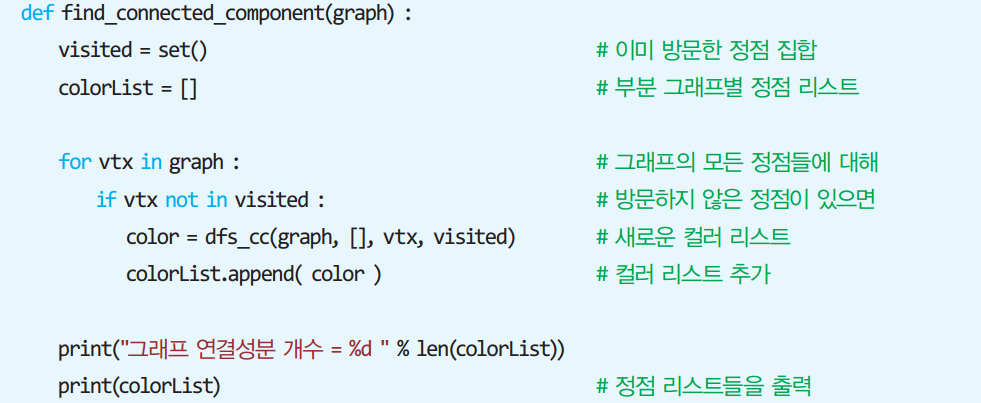 def find_connected_component(graph) :
visited = set() # 이미 방문한 정점 집합
colorList = [] # 부분 그래프별 정점 리스트
for vtx in graph : # 그래프의 모든 정점들에 대해
if vtx not in visited : # 방문하지 않은 정점이 있으면
color = dfs_cc(graph, [], vtx, visited) # 새로운 컬러 리스트
colorList.append( color ) # 컬러 리스트 추가
print("그래프 연결성분 개수 = %d " % len(colorList))
print(colorList) # 정점 리스트들을 출력